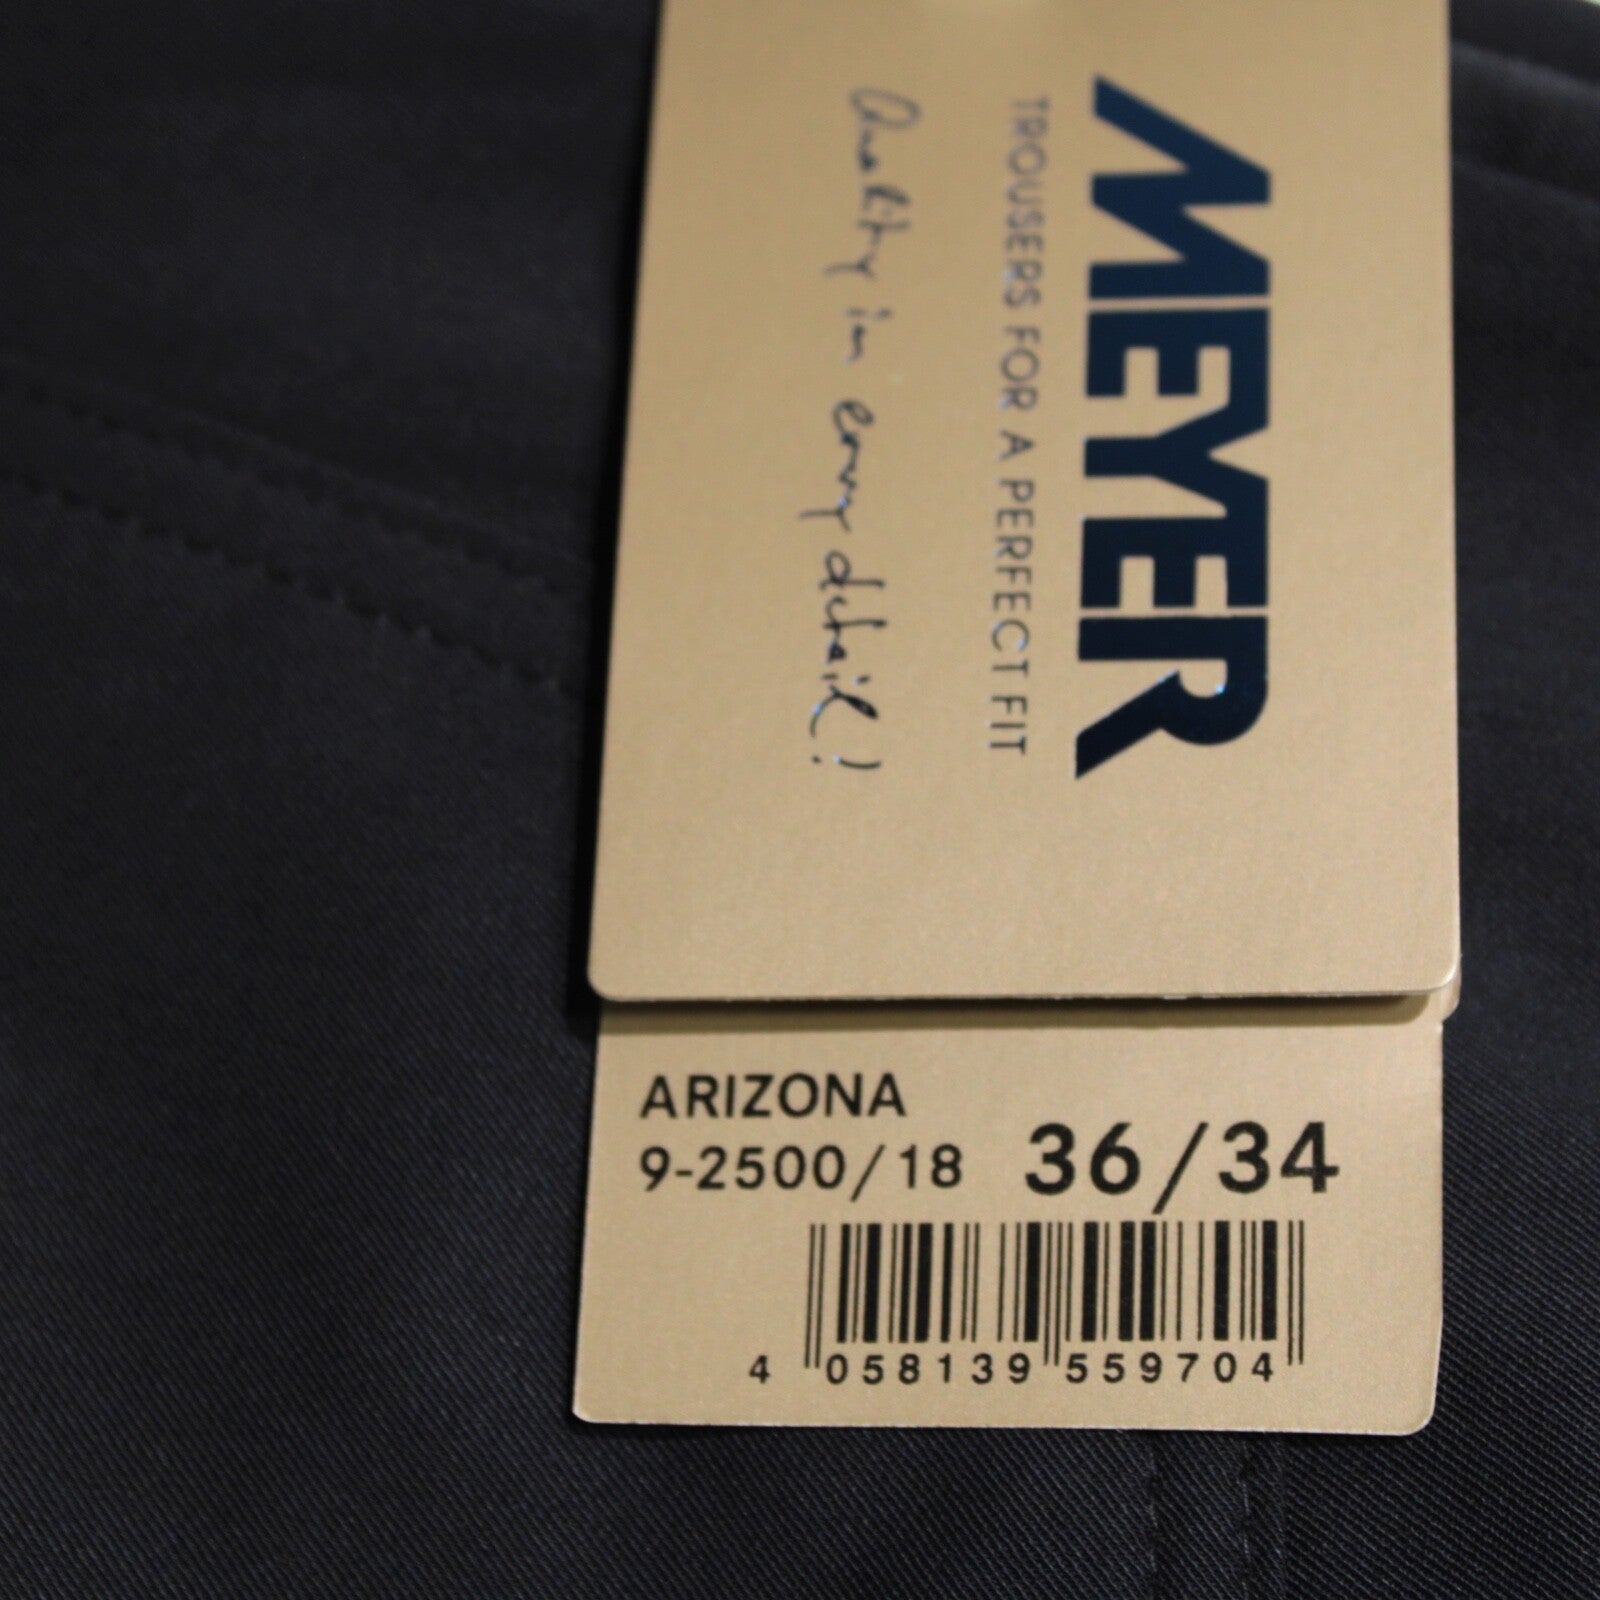 MEYER
TROUSERS FOR A PERFECT FIT
Quality in every detail!
ARIZONA
9-2500/18 36/34
4 058139 559704